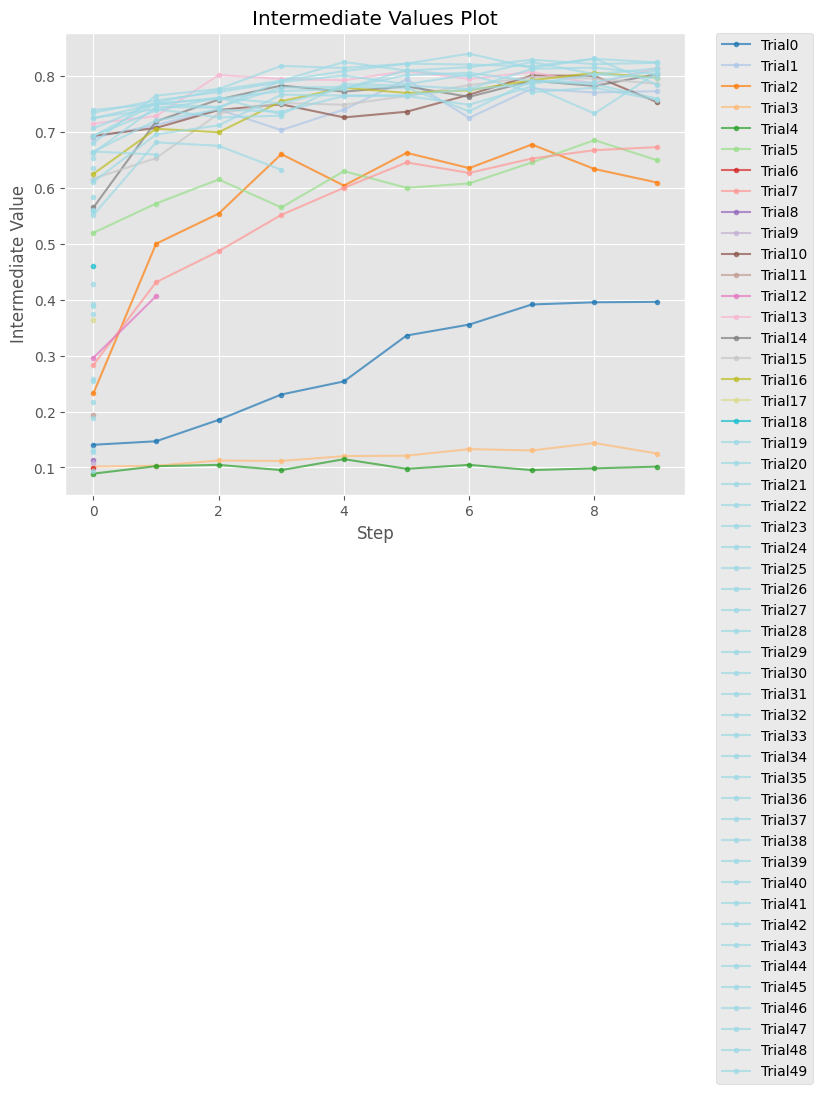 Intermediate Values Plot
Intermediate Value
0.8
0.7
0.6
0.5
0.4
0.3
0.2
0.1
0
2
4
6
8
Step
Trial0
Trial1
Trial2
Trial3
Trial4
Trial5
Trial6
Trial7
Trial8
Trial9
Trial10
Trial11
Trial12
Trial13
Trial14
Trial15
Trial16
Trial17
Trial18
Trial19
Trial20
Trial21
Trial22
Trial23
Trial24
Trial25
Trial26
Trial27
Trial28
Trial29
Trial30
Trial31
Trial32
Trial33
Trial34
Trial35
Trial36
Trial37
Trial38
Trial39
Trial40
Trial41
Trial42
Trial43
Trial44
Trial45
Trial46
Trial47
Trial48
Trial49